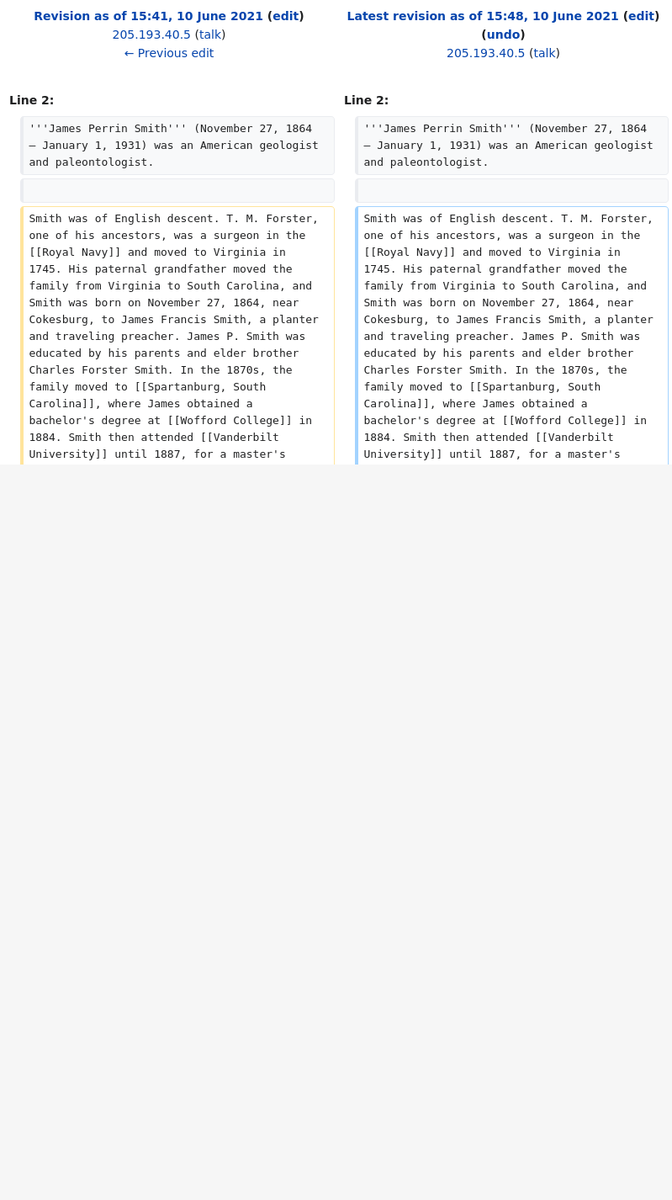 Revision as of 15:41, 10 June 2021 (edit)
205.193.40.5 (talk)
← Previous edit
Latest revision as of 15:48, 10 June 2021 (edit)
(undo)
205.193.40.5 (talk)
Line 2:
Line 2:
'''James Perrin Smith''' (November 27, 1864
– January 1, 1931) was an American geologist
and paleontologist.
'''James Perrin Smith''' (November 27, 1864
– January 1, 1931) was an American geologist
and paleontologist.
Smith was of English descent. T. M. Forster,
one of his ancestors, was a surgeon in the
[[Royal Navy]] and moved to Virginia in
1745. His paternal grandfather moved the
family from Virginia to South Carolina, and
Smith was born on November 27, 1864, near
Cokesburg, to James Francis Smith, a planter
and traveling preacher. James P. Smith was
educated by his parents and elder brother
Charles Forster Smith. In the 1870s, the
family moved to [[Spartanburg, South
Carolina]], where James obtained a
bachelor's degree at [[Wofford College]] in
1884. Smith then attended [[Vanderbilt
University]] until 1887, for a master's
Smith was of English descent. T. M. Forster,
one of his ancestors, was a surgeon in the
[[Royal Navy]] and moved to Virginia in
1745. His paternal grandfather moved the
family from Virginia to South Carolina, and
Smith was born on November 27, 1864, near
Cokesburg, to James Francis Smith, a planter
and traveling preacher. James P. Smith was
educated by his parents and elder brother
Charles Forster Smith. In the 1870s, the
family moved to [[Spartanburg, South
Carolina]], where James obtained a
bachelor's degree at [[Wofford College]] in
1884. Smith then attended [[Vanderbilt
University]] until 1887, for a master's